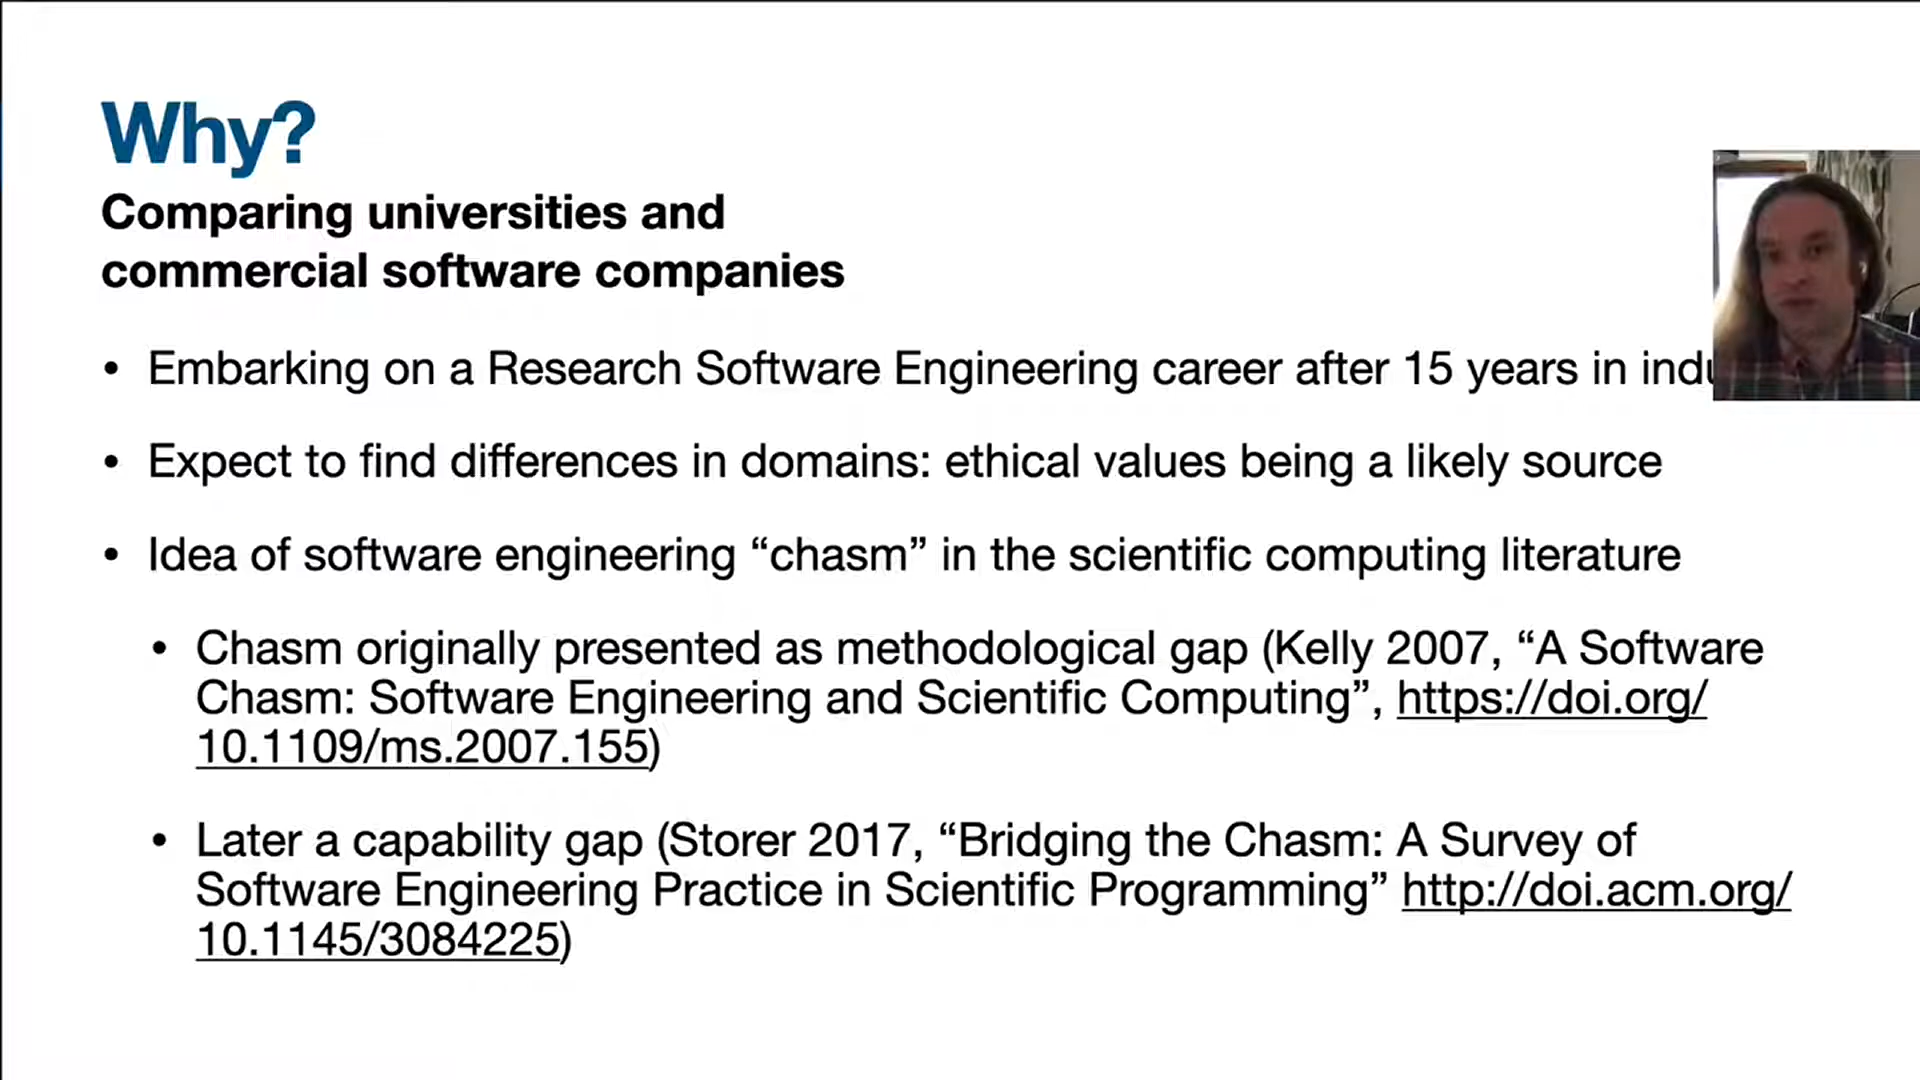 Why?
Comparing universities and
commercial software companies
• Embarking on a Research Software Engineering career after 15 years in
• Expect to find differences in domains: ethical values being a likely source
• Idea of software engineering “chasm” in the scientific computing literature
• Chasm originally presented as methodological gap (Kelly 2007, “A Software
Chasm: Software Engineering and Scientific Computing”, https://doi.org/
10.1109/ms.2007.155)
• Later a capability gap (Storer 2017, “Bridging the Chasm: A Survey of
Software Engineering Practice in Scientific Programming” http://doi.acm.org/
10.1145/3084225)